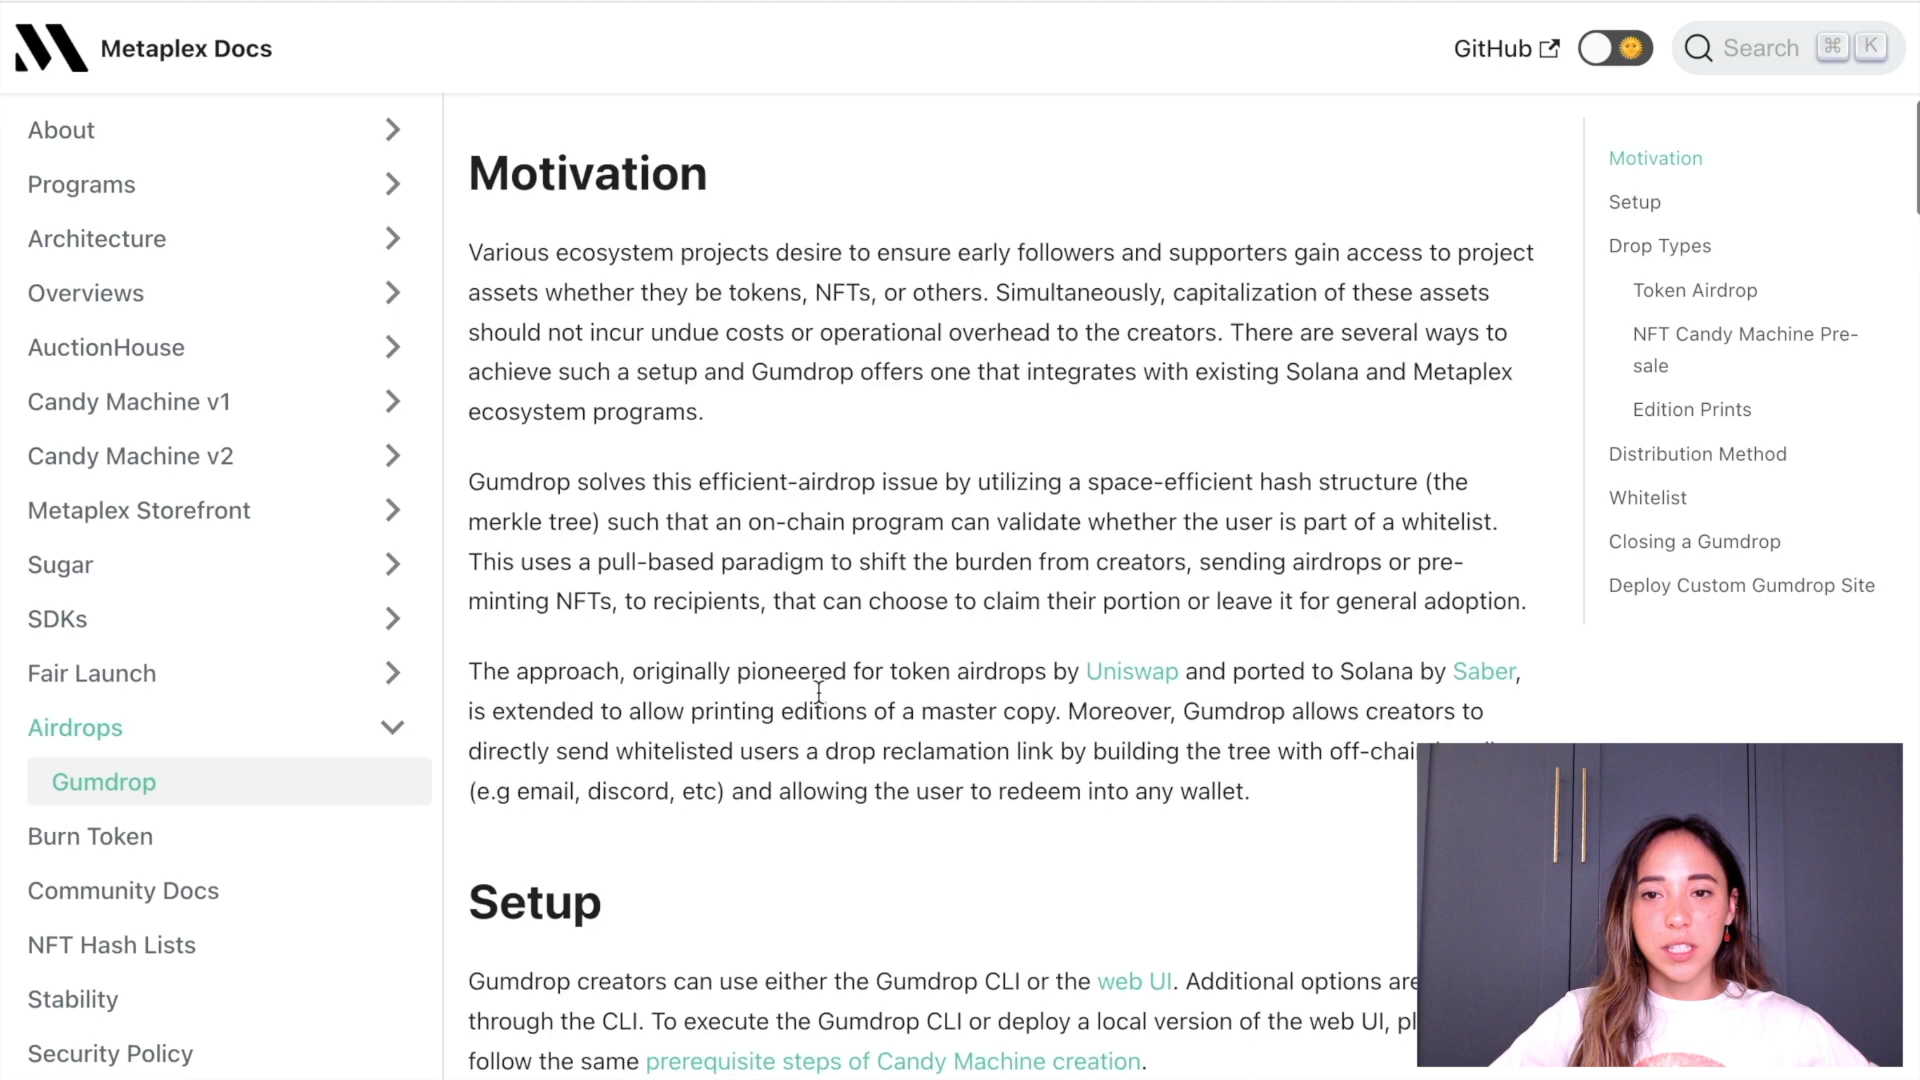 Metaplex Docs
GitHub
Search
⌘ K
About
Programs
Architecture
Overviews
AuctionHouse
Candy Machine v1
Candy Machine v2
Metaplex Storefront
Sugar
SDKs
Fair Launch
Airdrops
Gumdrop
Burn Token
Community Docs
NFT Hash Lists
Stability
Security Policy
Motivation
Various ecosystem projects desire to ensure early followers and supporters gain access to project
assets whether they be tokens, NFTs, or others. Simultaneously, capitalization of these assets
should not incur undue costs or operational overhead to the creators. There are several ways to
achieve such a setup and Gumdrop offers one that integrates with existing Solana and Metaplex
ecosystem programs.
Gumdrop solves this efficient-airdrop issue by utilizing a space-efficient hash structure (the
merkle tree) such that an on-chain program can validate whether the user is part of a whitelist.
This uses a pull-based paradigm to shift the burden from creators, sending airdrops or pre-
minting NFTs, to recipients, that can choose to claim their portion or leave it for general adoption.
The approach, originally pioneered for token airdrops by Uniswap and ported to Solana by Saber,
is extended to allow printing editions of a master copy. Moreover, Gumdrop allows creators to
directly send whitelisted users a drop reclamation link by building the tree with off-chain
(e.g email, discord, etc) and allowing the user to redeem into any wallet.
Setup
Gumdrop creators can use either the Gumdrop CLI or the web UI. Additional options are
through the CLI. To execute the Gumdrop CLI or deploy a local version of the web UI, pl
follow the same prerequisite steps of Candy Machine creation.
Motivation
Setup
Drop Types
Token Airdrop
NFT Candy Machine Pre-
sale
Edition Prints
Distribution Method
Whitelist
Closing a Gumdrop
Deploy Custom Gumdrop Site